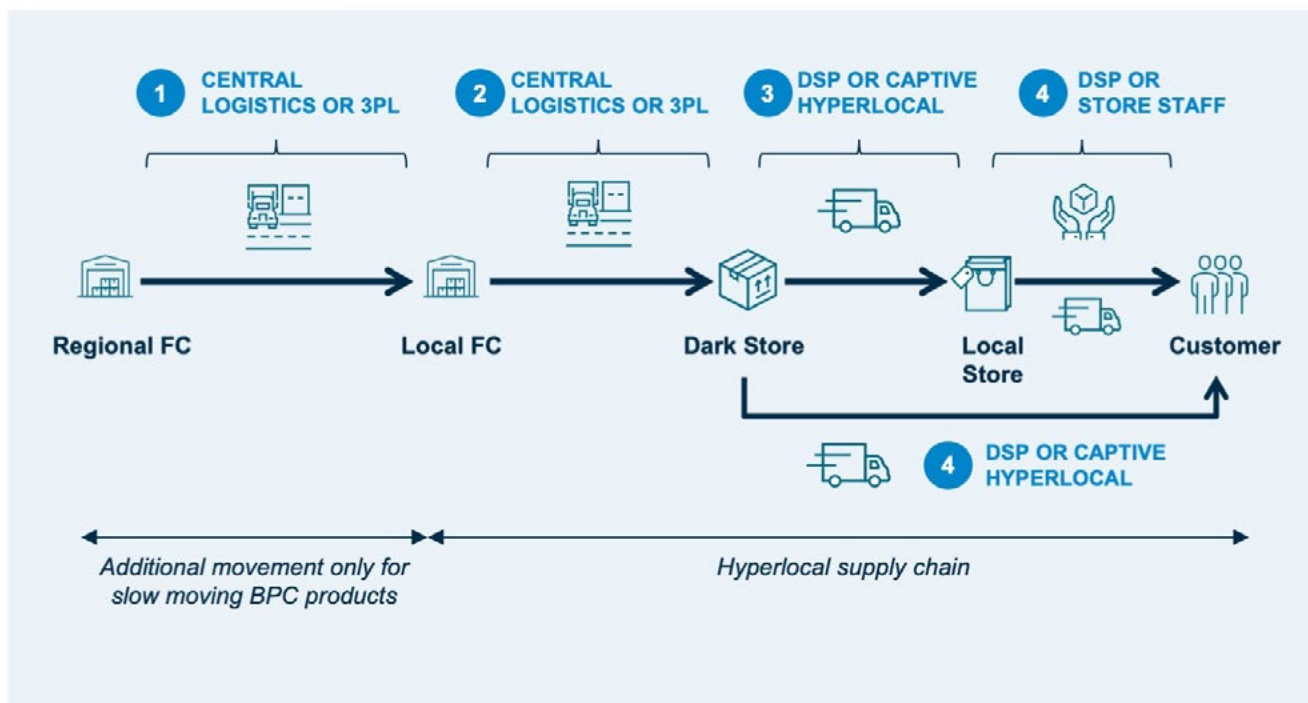 1
CENTRAL
LOGISTICS OR 3PL
2
CENTRAL
LOGISTICS OR 3PL
3
DSP OR CAPTIVE
HYPERLOCAL
4
DSP OR
STORE STAFF
Regional FC
Local FC
Dark Store
Local
Store
Customer
4
DSP OR CAPTIVE
HYPERLOCAL
Additional movement only for
slow moving BPC products
Hyperlocal supply chain